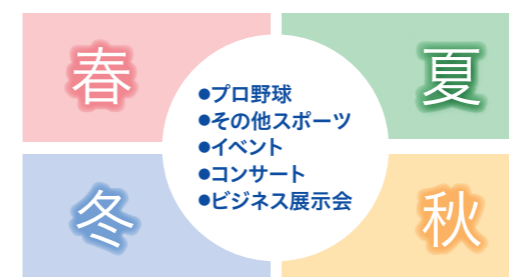 春
夏
●プロ野球
●その他スポーツ
●イベント
●コンサート
●ビジネス展示会
冬
秋